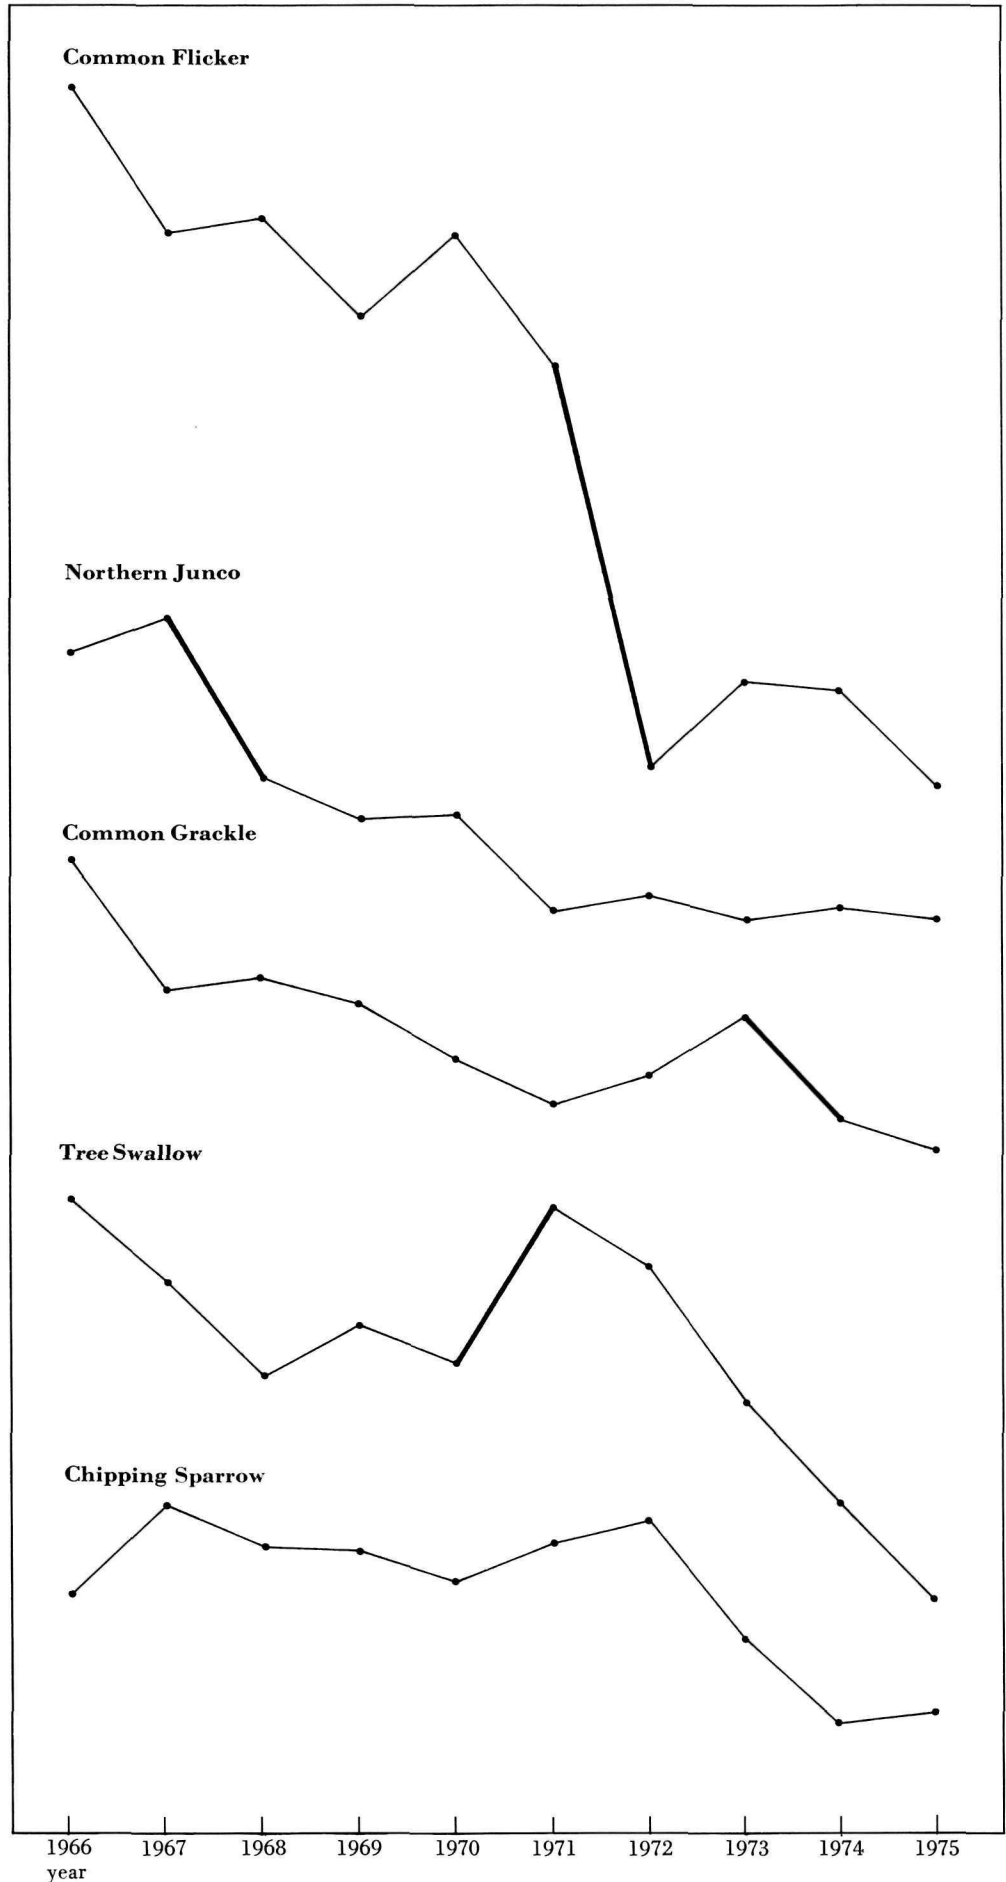 Common Flicker
Northern Junco
Common Grackle
Tree Swallow
Chipping Sparrow
1966 1967 1968 1969 1970 1971 1972 1973 1974 1975
year